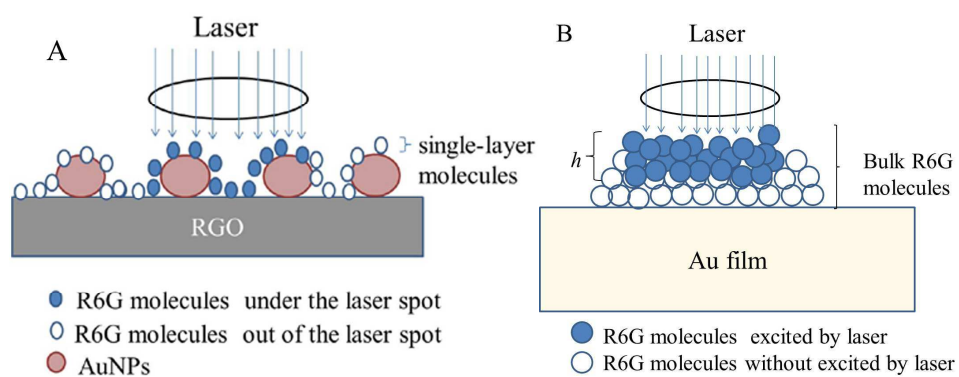 A
Laser
single-layer
molecules
RGO
R6G molecules under the laser spot
R6G molecules out of the laser spot
AuNPs
B
Laser
h
Bulk R6G
molecules
Au film
R6G molecules excited by laser
R6G molecules without excited by laser